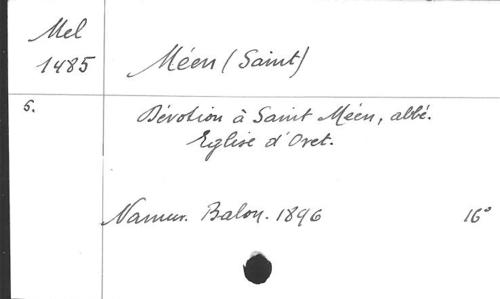 Mel
1485
Méen (Saint)
6.
Dévotion à Saint Méen, abbé.
Eglise d'Oret.
Namur. Balon. 1896 16°